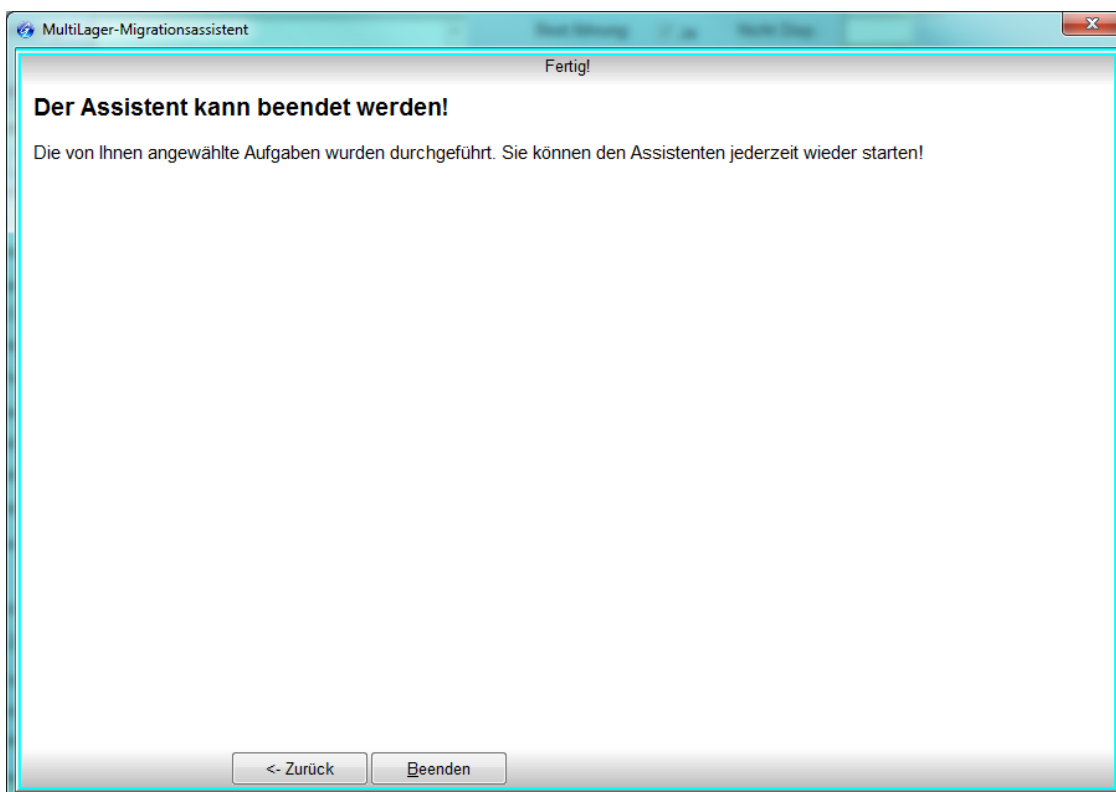 MultiLager-Migrationsassistent
Fertig!
Der Assistent kann beendet werden!
Die von Ihnen angewählte Aufgaben wurden durchgeführt. Sie können den Assistenten jederzeit wieder starten!
<- Zurück Beenden